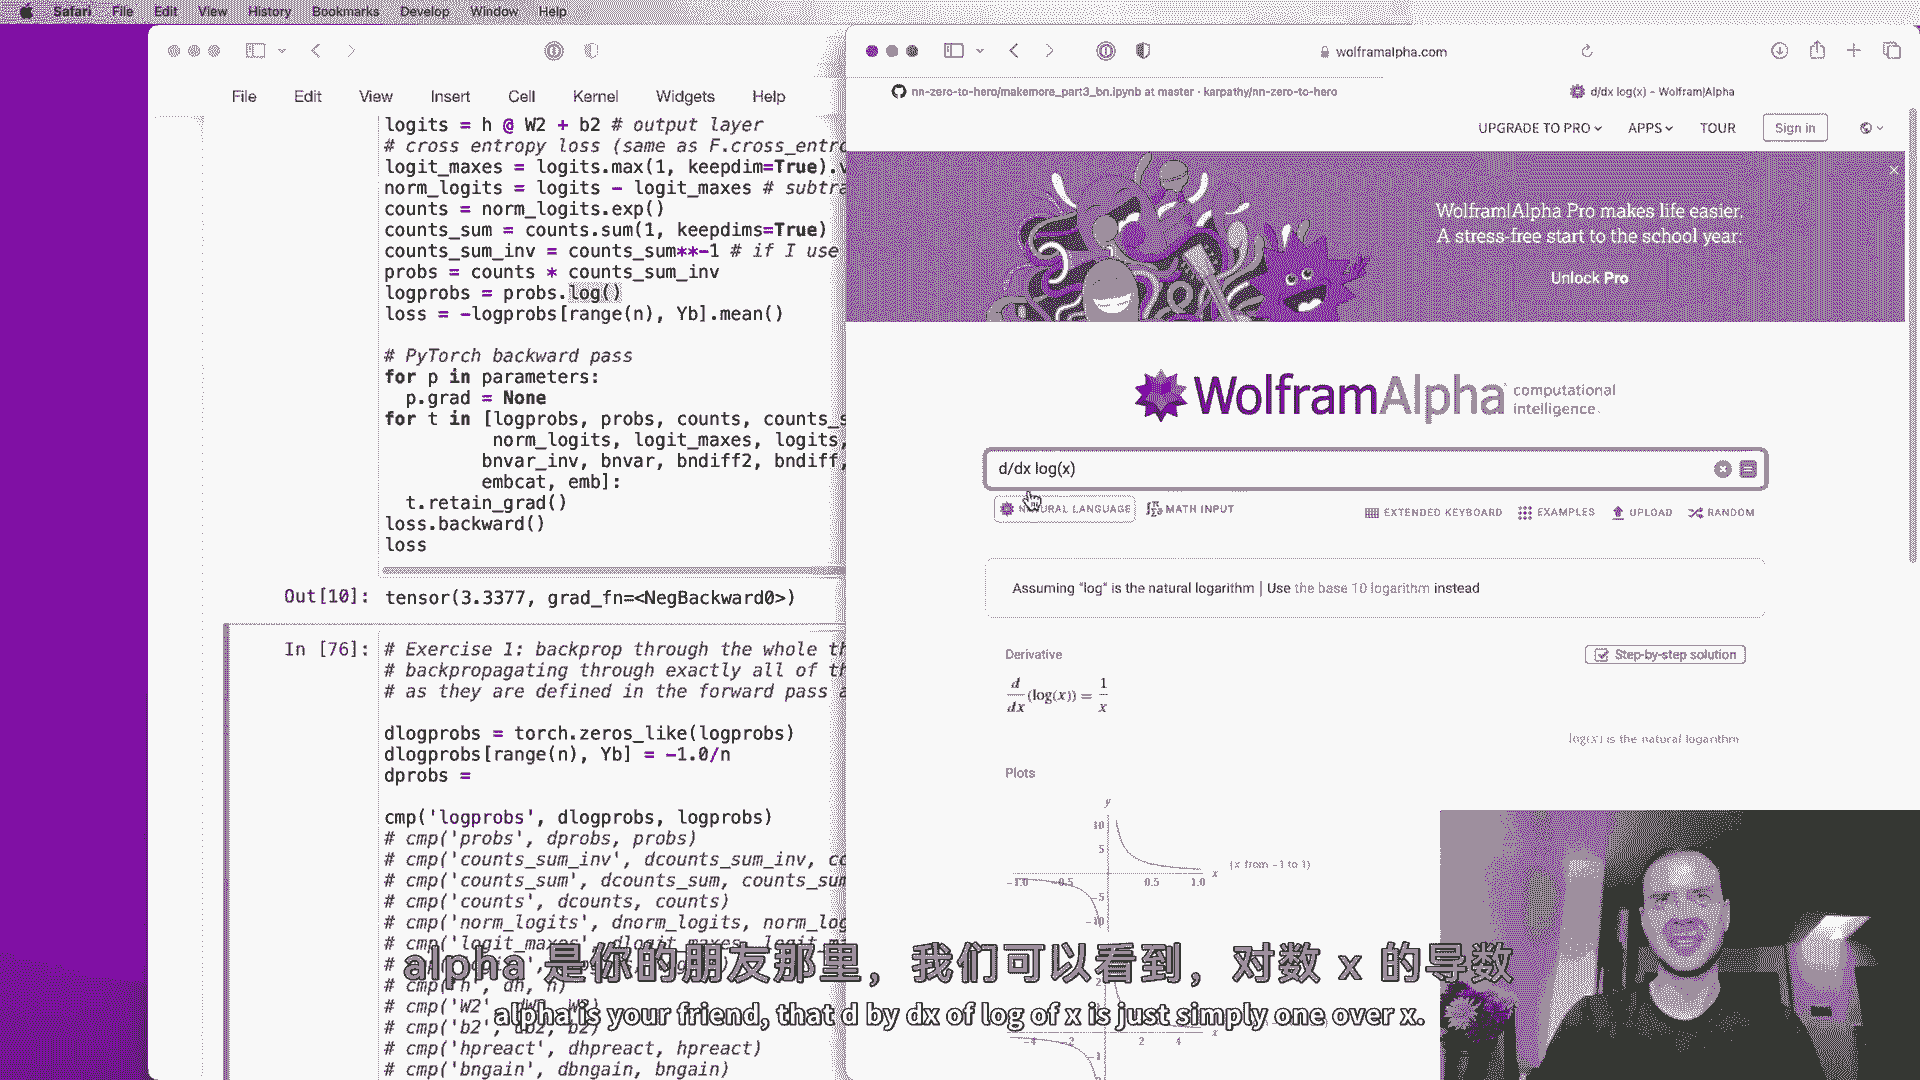 Safari File Edit View History Bookmarks Develop Window Help
File Edit View Insert Cell Kernel Widgets Help
logits = h @ W2 + b2 # output layer
# cross entropy loss (same as F.cross_entro
logit_maxes = logits.max(1, keepdim=True).v
norm_logits = logits - logit_maxes # subtra
counts = norm_logits.exp()
counts_sum = counts.sum(1, keepdims=True)
counts_sum_inv = counts_sum**-1 # if I use
probs = counts * counts_sum_inv
logprobs = probs.log()
loss = -logprobs[range(n), Yb].mean()
# PyTorch backward pass
for p in parameters:
p.grad = None
for t in [logprobs, probs, counts, counts_s
norm_logits, logit_maxes, logits,
bnvar_inv, bnvar, bndiff2, bndiff,
embcat, emb]:
t.retain_grad()
loss.backward()
loss
Out[10]: tensor(3.3377, grad_fn=<NegBackward0>)
In [76]: # Exercise 1: backprop through the whole th
# backpropagating through exactly all of th
# as they are defined in the forward pass a
dlogprobs = torch.zeros_like(logprobs)
dlogprobs[range(n), Yb] = -1.0/n
dprobs =
cmp('logprobs', dlogprobs, logprobs)
# cmp('probs', dprobs, probs)
# cmp('counts_sum_inv', dcounts_sum_inv, co
# cmp('counts_sum', dcounts_sum, counts_sum
# cmp('counts', dcounts, counts)
# cmp('norm_logits', dnorm_logits, norm_log
# cmp('logit_maxes', dlogit_maxes, logit_m
# cmp('h', dh, h)
# cmp('W2', dW2, W2)
# cmp('b2', db2, b2)
# cmp('hpreact', dhpreact, hpreact)
# cmp('bngain', dbngain, bngain)
wolframalpha.com
nn-zero-to-hero/makemore_part3_bn.ipynb at master · karpathy/nn-zero-to-hero
d/dx log(x) - Wolfram|Alpha
UPGRADE TO PRO APPS TOUR Sign in
Wolfram|Alpha Pro makes life easier.
A stress-free start to the school year.
Unlock Pro
WolframAlpha computational intelligence.
d/dx log(x)
NATURAL LANGUAGE MATH INPUT EXTENDED KEYBOARD EXAMPLES UPLOAD RANDOM
Assuming "log" is the natural logarithm | Use the base 10 logarithm instead
Derivative Step-by-step solution
d/dx (log(x)) = 1/x
log(x) is the natural logarithm
Plots
y
10
5
-1.0 -0.5 0.5 1.0 x
-5
-10
(x from -1 to 1)
-4 -2 2 4 x
-1
alpha 是你的朋友那里，我们可以看到，对数 x 的导数
alpha is your friend, that d by dx of log of x is just simply one over x.